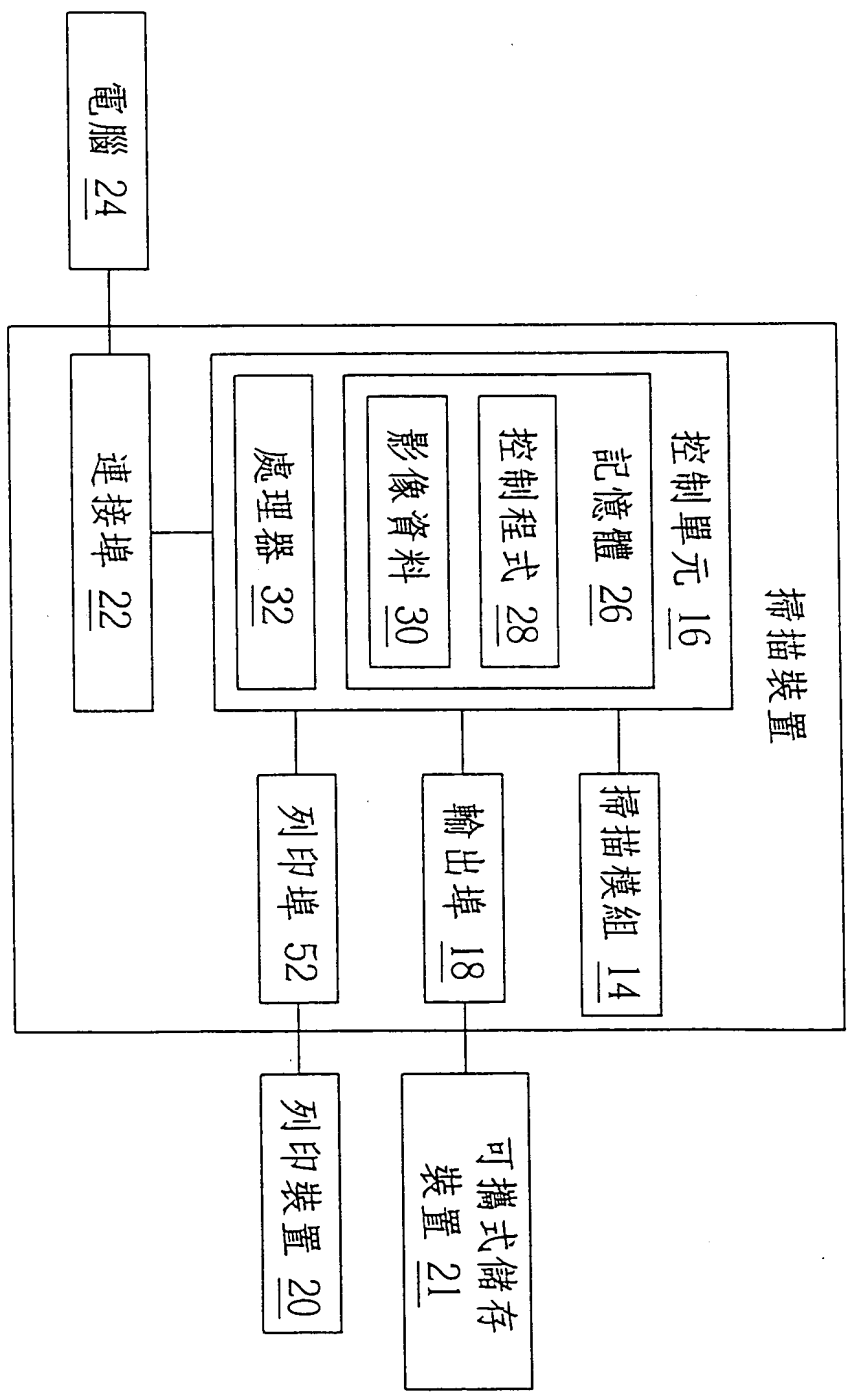 掃描裝置
控制單元 16
記憶體 26
控制程式 28
影像資料 30
處理器 32
掃描模組 14
輸出埠 18
列印埠 52
連接埠 22
電腦 24
可攜式儲存
裝置 21
列印裝置 20